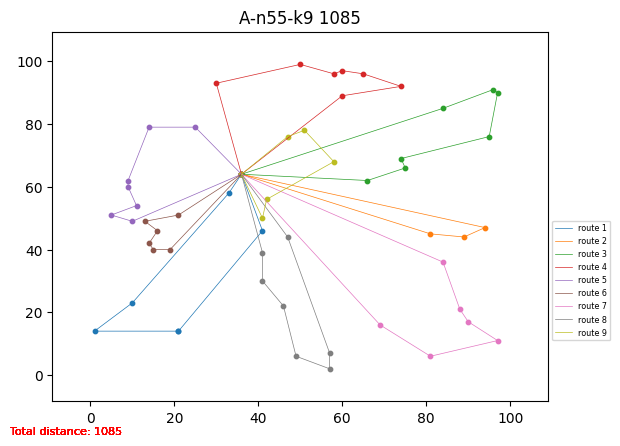 A-n55-k9 1085
100
80
60
40
20
0
0 20 40 60 80 100
route 1
route 2
route 3
route 4
route 5
route 6
route 7
route 8
route 9
Total distance: 1085